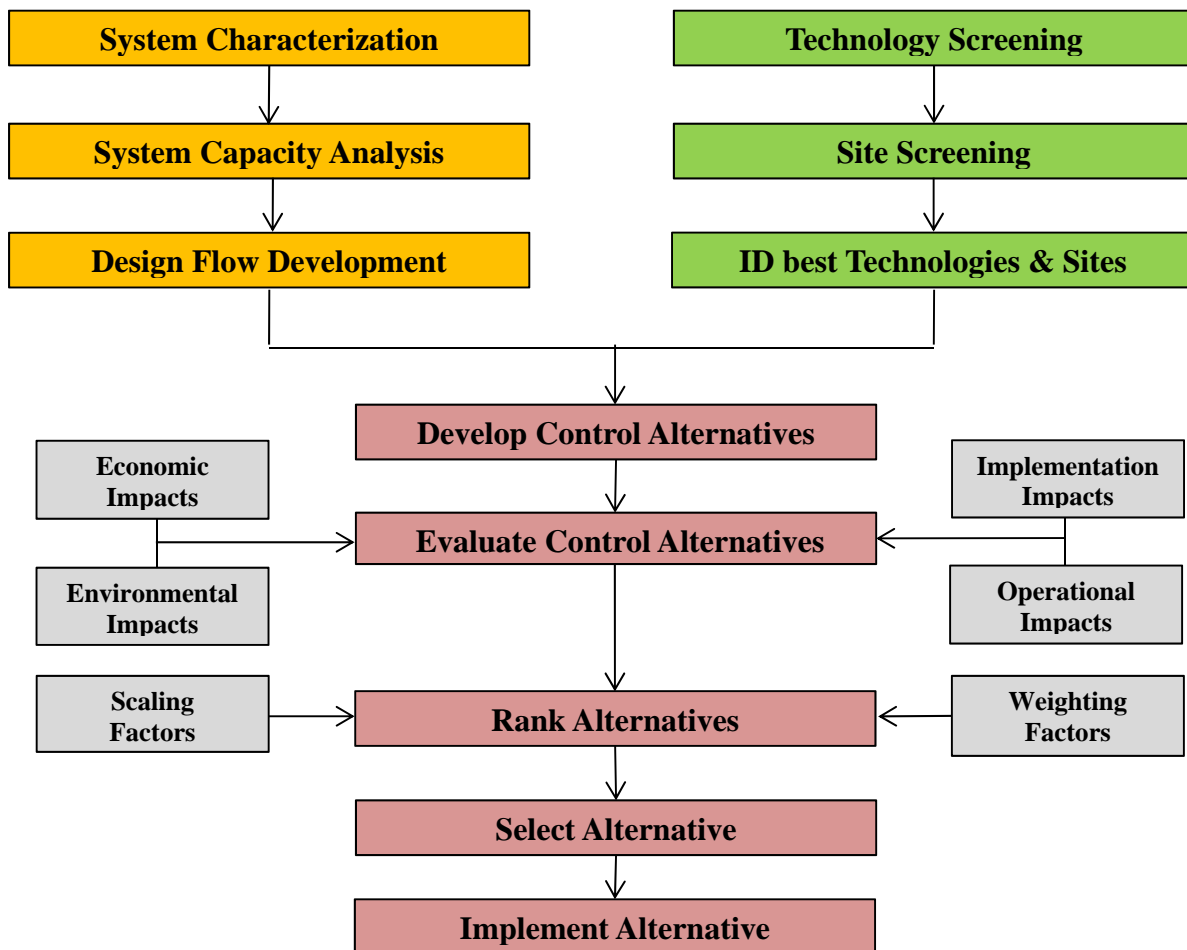 System Characterization
Technology Screening
System Capacity Analysis
Site Screening
Design Flow Development
ID best Technologies & Sites
Develop Control Alternatives
Economic
Impacts
Implementation
Impacts
Evaluate Control Alternatives
Environmental
Impacts
Operational
Impacts
Scaling
Factors
Rank Alternatives
Weighting
Factors
Select Alternative
Implement Alternative